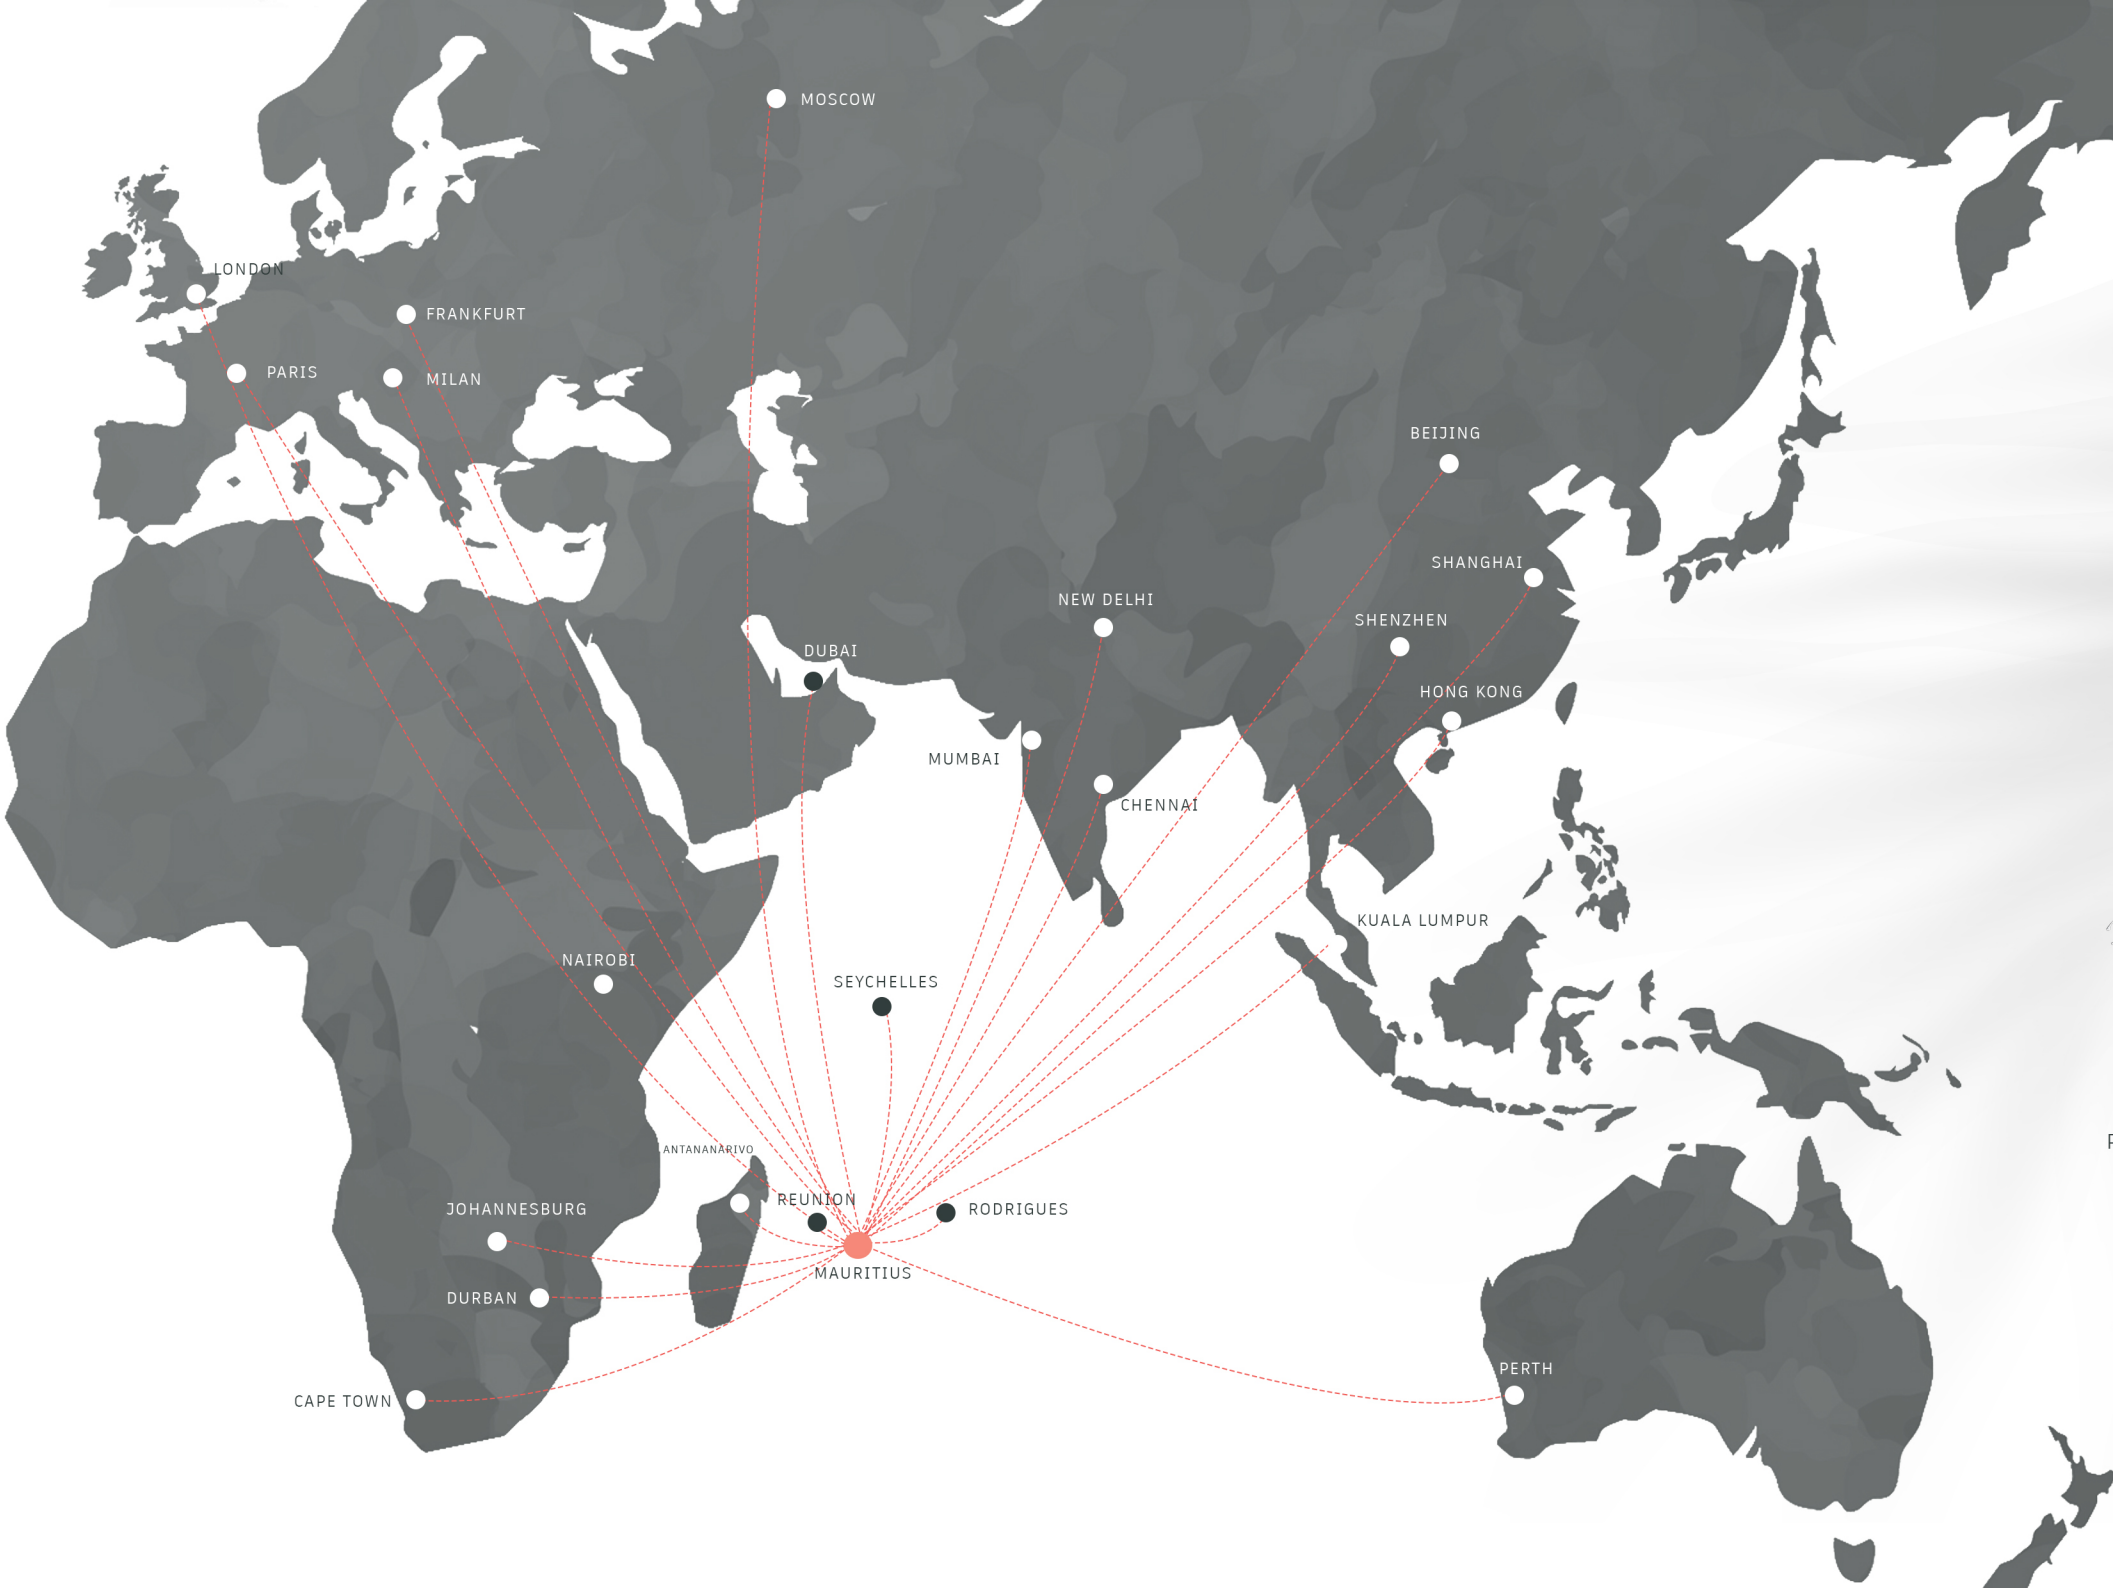 MOSCOW
LONDON
FRANKFURT
PARIS
MILAN
BEIJING
SHANGHAI
NEW DELHI
SHENZHEN
DUBAI
HONG KONG
MUMBAI
CHENNAI
KUALA LUMPUR
NAIROBI
SEYCHELLES
ANTANANARIVO
REUNION
JOHANNESBURG
RODRIGUES
MAURITIUS
DURBAN
PERTH
CAPE TOWN